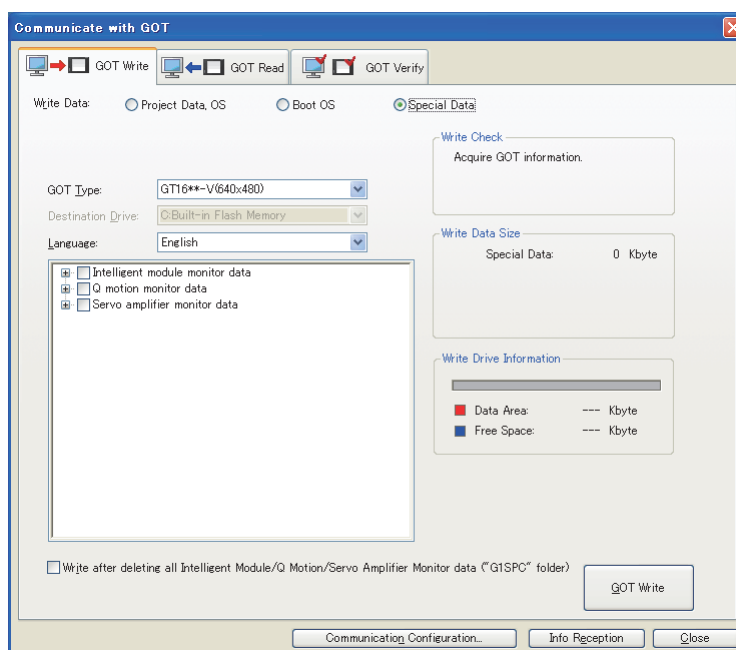 Communicate with GOT
GOT Write GOT Read GOT Verify
Write Data: Project Data, OS Boot OS Special Data
Write Check
Acquire GOT information.
GOT Type: GT16**-V(640x480)
Destination Drive: C:Built-in Flash Memory
Write Data Size
Language: English
Special Data: 0 Kbyte
Intelligent module monitor data
Q motion monitor data
Servo amplifier monitor data
Write Drive Information
Data Area: --- Kbyte
Free Space: --- Kbyte
Write after deleting all Intelligent Module/Q Motion/Servo Amplifier Monitor data ("G1SPC" folder)
GOT Write
Communication Configuration... Info Reception Close